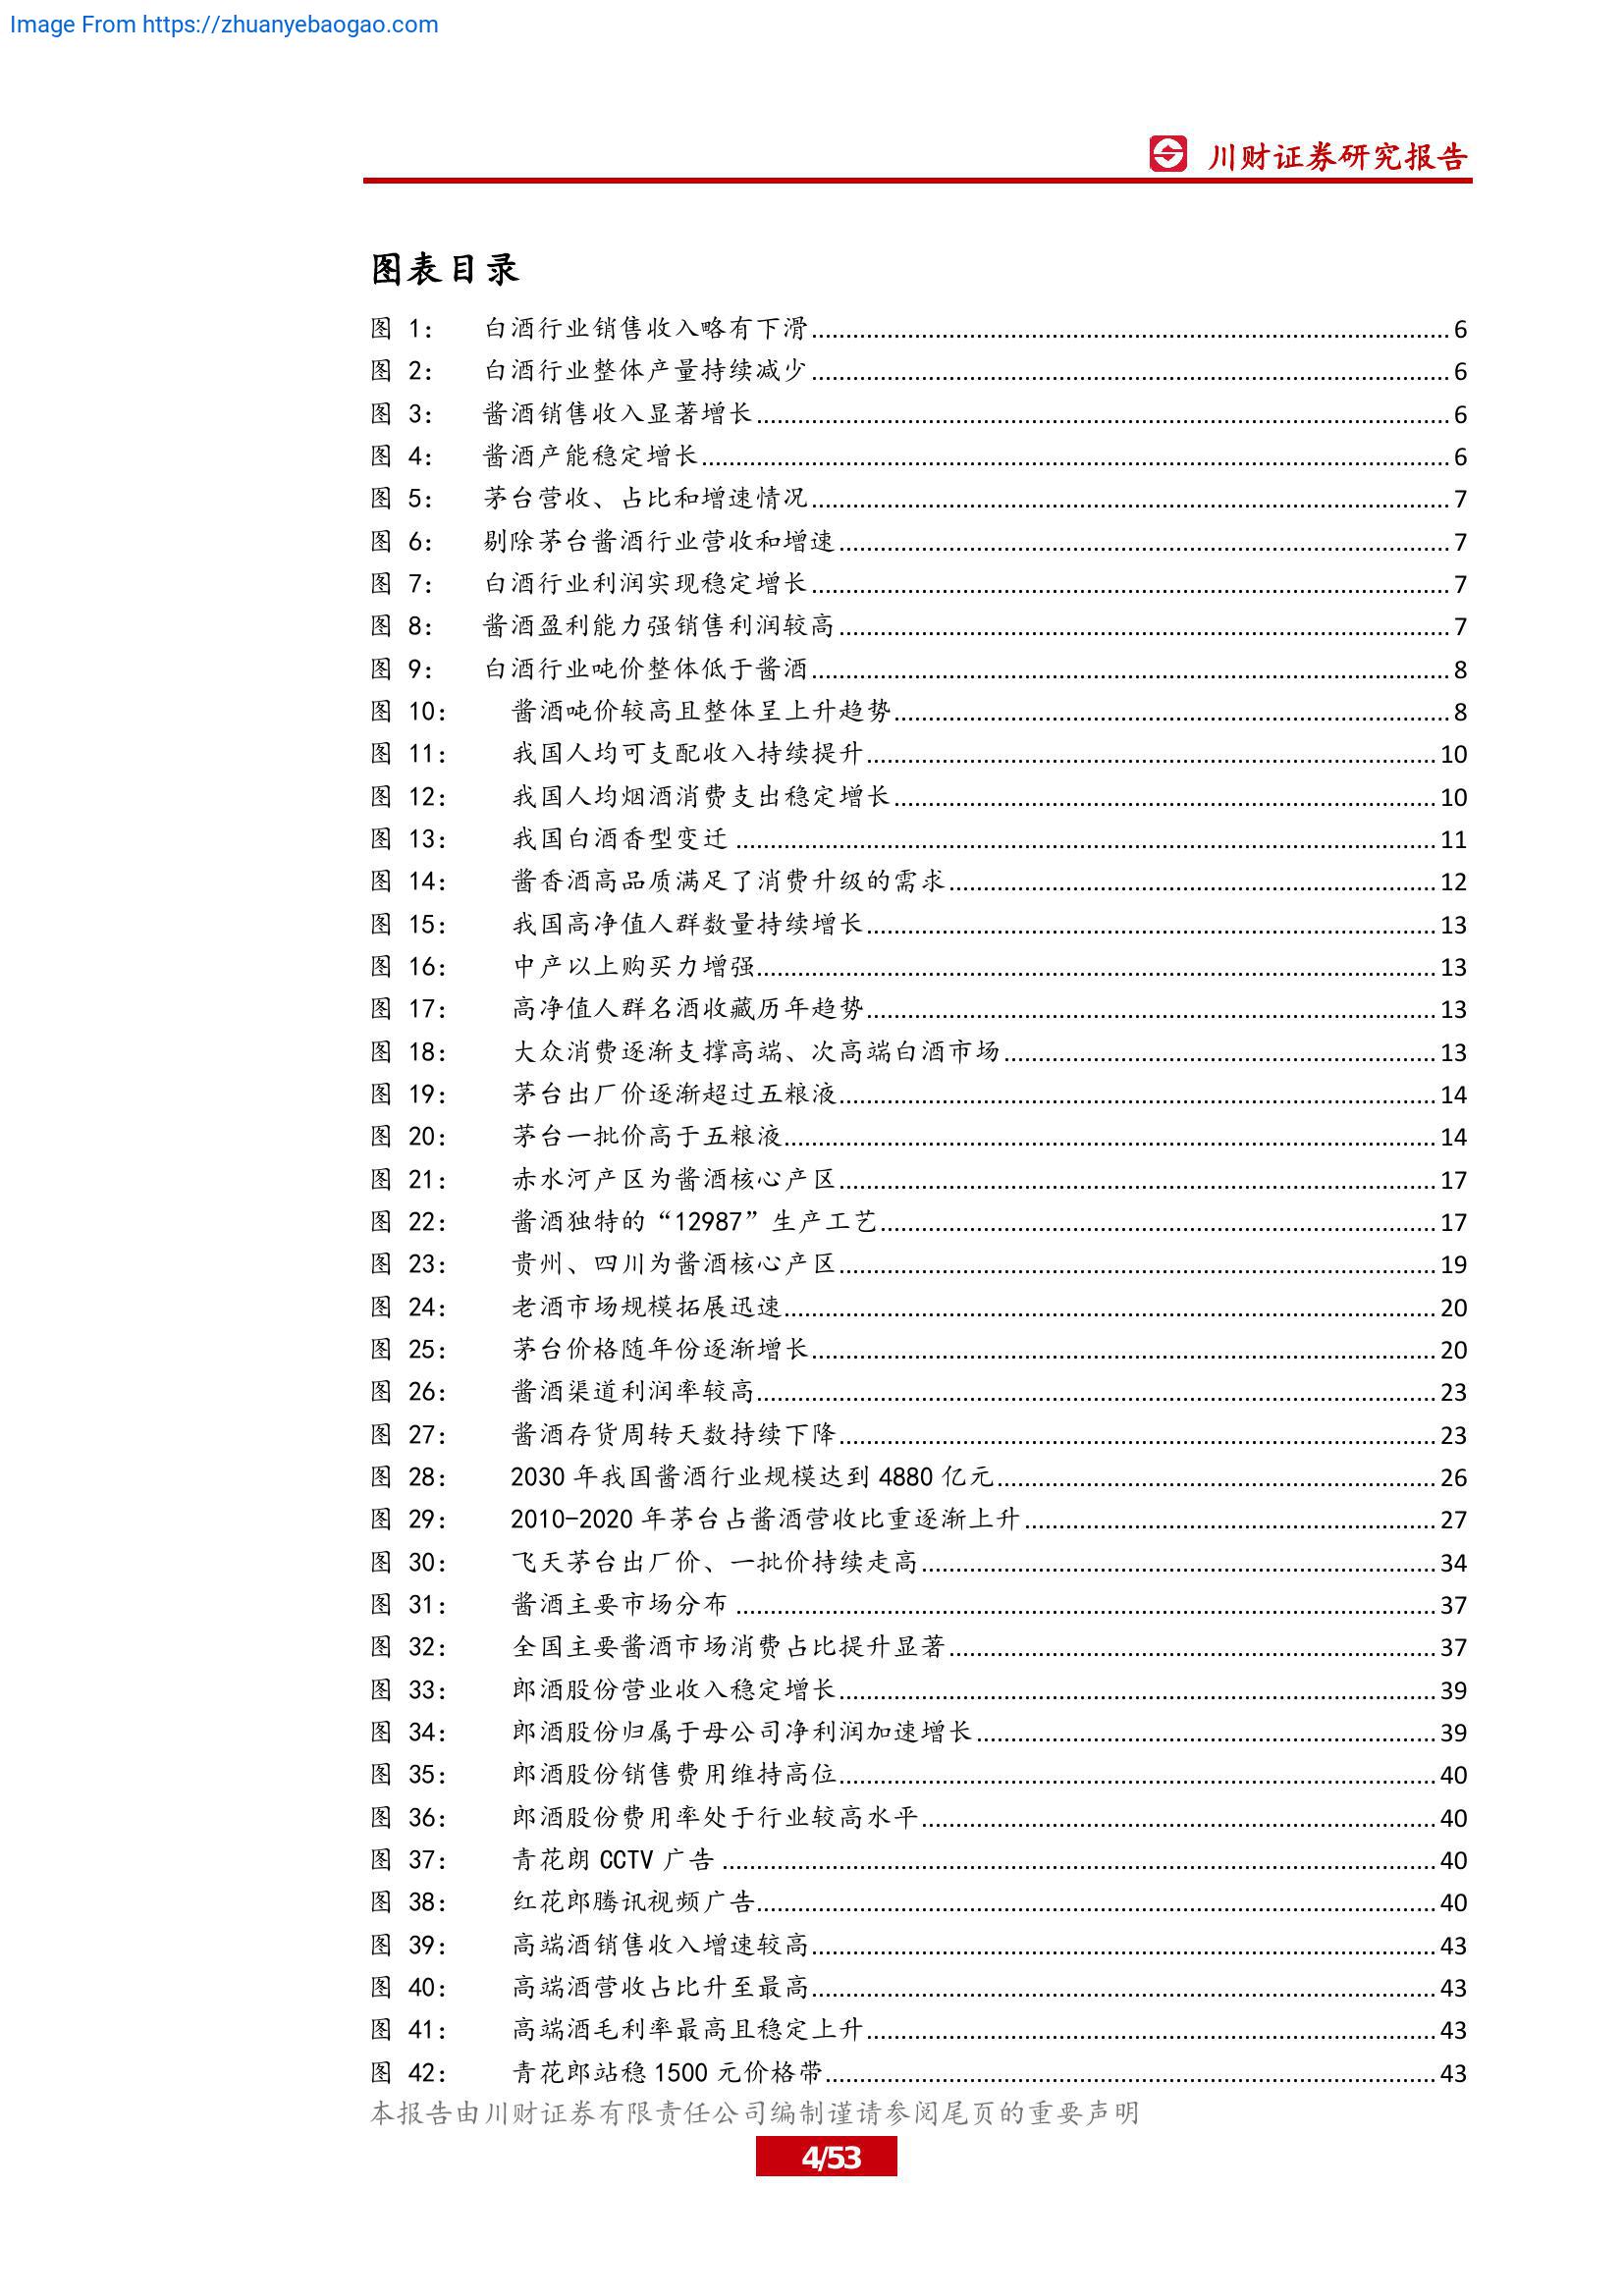 Image From https://zhuanyebaogao.com
川财证券研究报告
图表目录
图 1： 白酒行业销售收入略有下滑 6
图 2： 白酒行业整体产量持续减少 6
图 3： 酱酒销售收入显著增长 6
图 4： 酱酒产能稳定增长 6
图 5： 茅台营收、占比和增速情况 7
图 6： 剔除茅台酱酒行业营收和增速 7
图 7： 白酒行业利润实现稳定增长 7
图 8： 酱酒盈利能力强销售利润较高 7
图 9： 白酒行业吨价整体低于酱酒 8
图 10： 酱酒吨价较高且整体呈上升趋势 8
图 11： 我国人均可支配收入持续提升 10
图 12： 我国人均烟酒消费支出稳定增长 10
图 13： 我国白酒香型变迁 11
图 14： 酱香酒高品质满足了消费升级的需求 12
图 15： 我国高净值人群数量持续增长 13
图 16： 中产以上购买力增强 13
图 17： 高净值人群名酒收藏历年趋势 13
图 18： 大众消费逐渐支撑高端、次高端白酒市场 13
图 19： 茅台出厂价逐渐超过五粮液 14
图 20： 茅台一批价高于五粮液 14
图 21： 赤水河产区为酱酒核心产区 17
图 22： 酱酒独特的“12987”生产工艺 17
图 23： 贵州、四川为酱酒核心产区 19
图 24： 老酒市场规模拓展迅速 20
图 25： 茅台价格随年份逐渐增长 20
图 26： 酱酒渠道利润率较高 23
图 27： 酱酒存货周转天数持续下降 23
图 28： 2030 年我国酱酒行业规模达到 4880 亿元 26
图 29： 2010-2020 年茅台占酱酒营收比重逐渐上升 27
图 30： 飞天茅台出厂价、一批价持续走高 34
图 31： 酱酒主要市场分布 37
图 32： 全国主要酱酒市场消费占比提升显著 37
图 33： 郎酒股份营业收入稳定增长 39
图 34： 郎酒股份归属于母公司净利润加速增长 39
图 35： 郎酒股份销售费用维持高位 40
图 36： 郎酒股份费用率处于行业较高水平 40
图 37： 青花朗 CCTV 广告 40
图 38： 红花郎腾讯视频广告 40
图 39： 高端酒销售收入增速较高 43
图 40： 高端酒营收占比升至最高 43
图 41： 高端酒毛利率最高且稳定上升 43
图 42： 青花郎站稳 1500 元价格带 43
本报告由川财证券有限责任公司编制谨请参阅尾页的重要声明
4/53